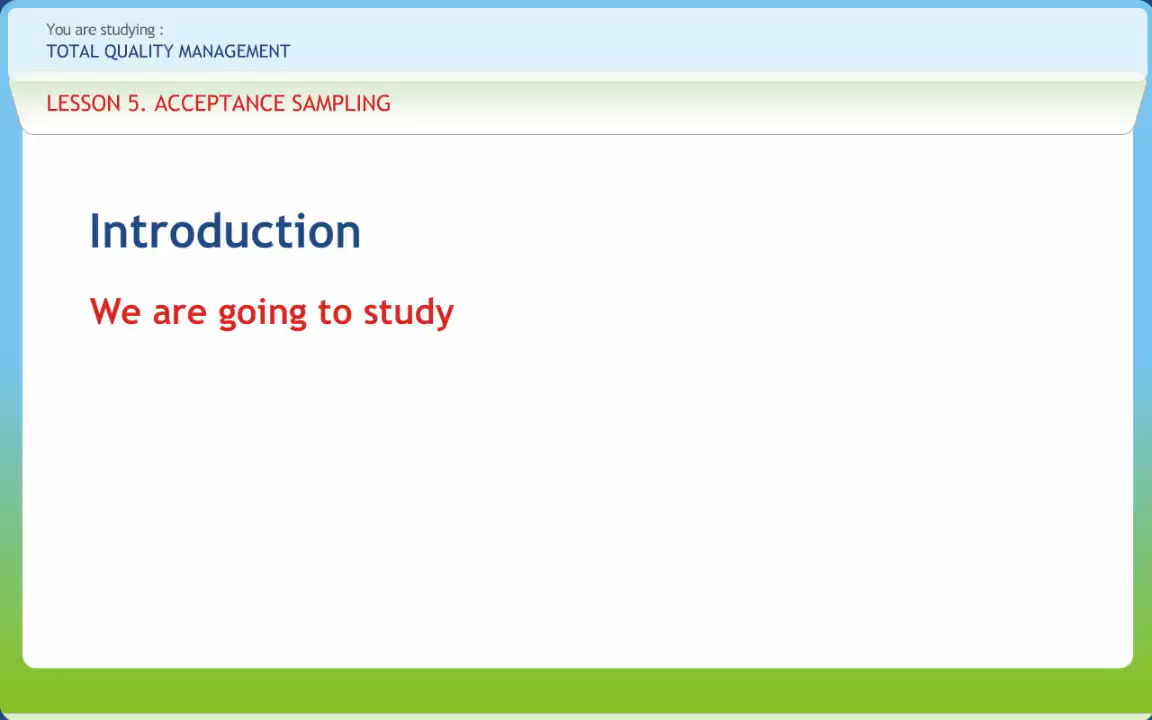 You are studying :
TOTAL QUALITY MANAGEMENT
LESSON 5. ACCEPTANCE SAMPLING
Introduction
We are going to study